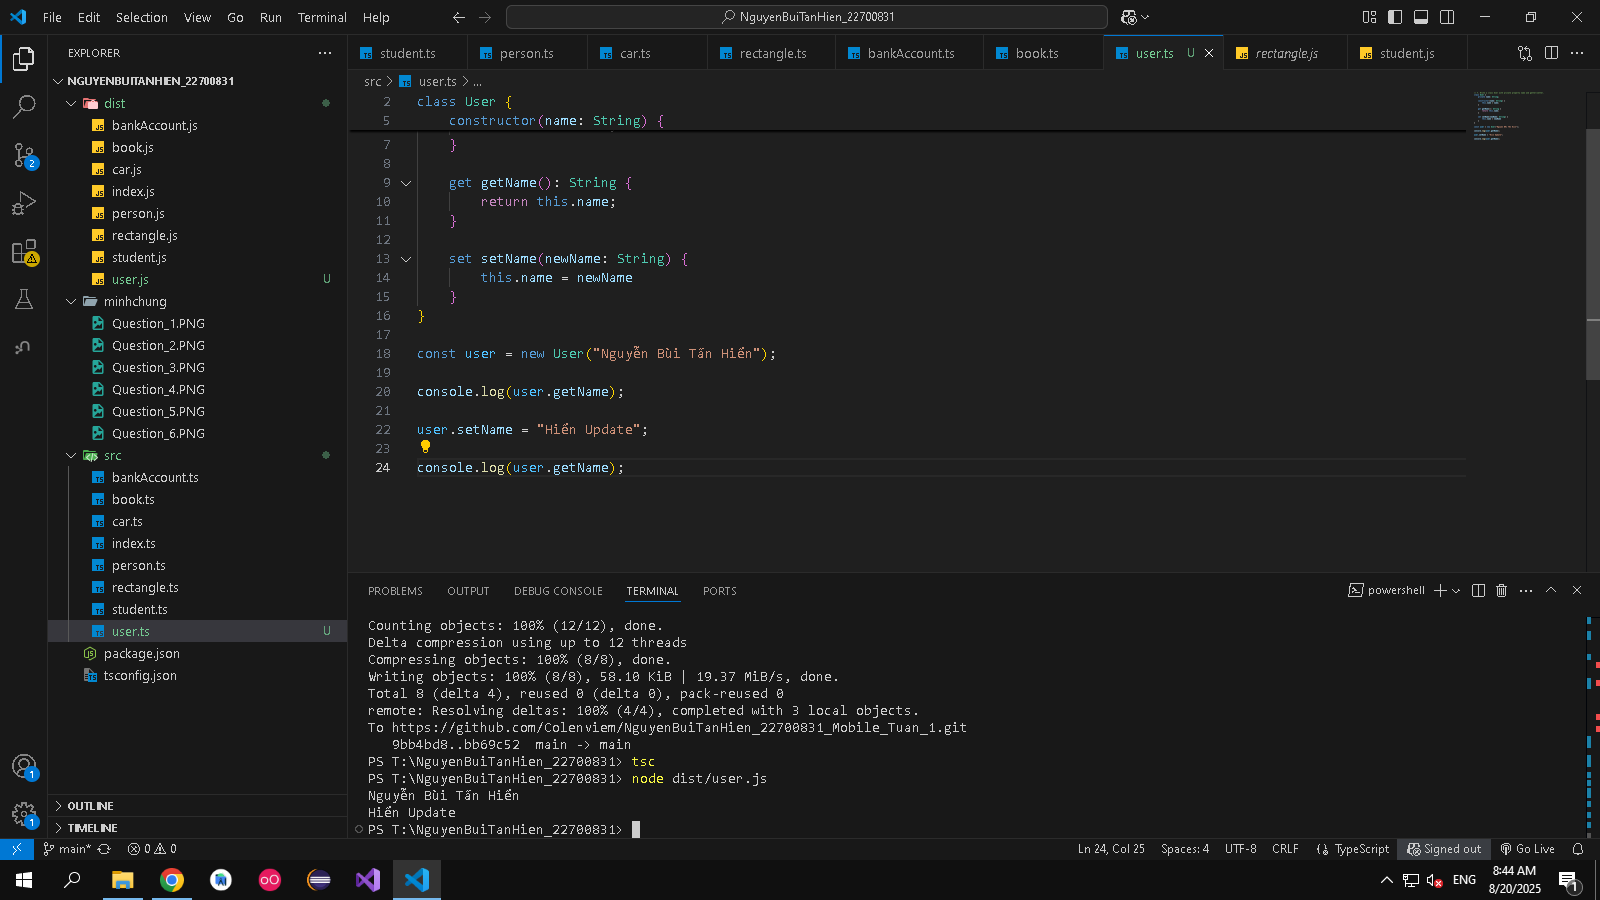 File Edit Selection View Go Run Terminal Help
NguyenBuiTanHien_22700831
EXPLORER
NGUYENBUITANHIEN_22700831
dist
bankAccount.js
book.js
car.js
index.js
person.js
rectangle.js
student.js
user.js U
minhchung
Question_1.PNG
Question_2.PNG
Question_3.PNG
Question_4.PNG
Question_5.PNG
Question_6.PNG
src
bankAccount.ts
book.ts
car.ts
index.ts
person.ts
rectangle.ts
student.ts
user.ts U
package.json
tsconfig.json
OUTLINE
TIMELINE
student.ts person.ts car.ts rectangle.ts bankAccount.ts book.ts user.ts U rectangle.js student.js
src > user.ts > ...
2 class User {
5 constructor(name: String) {
7 }
8
9 get getName(): String {
10 return this.name;
11 }
12
13 set setName(newName: String) {
14 this.name = newName
15 }
16 }
17
18 const user = new User("Nguyễn Bùi Tấn Hiển");
19
20 console.log(user.getName);
21
22 user.setName = "Hiển Update";
23
24 console.log(user.getName);
PROBLEMS OUTPUT DEBUG CONSOLE TERMINAL PORTS
powershell
Counting objects: 100% (12/12), done.
Delta compression using up to 12 threads
Compressing objects: 100% (8/8), done.
Writing objects: 100% (8/8), 58.10 KiB | 19.37 MiB/s, done.
Total 8 (delta 4), reused 0 (delta 0), pack-reused 0
remote: Resolving deltas: 100% (4/4), completed with 3 local objects.
To https://github.com/Colenviem/NguyenBuiTanHien_22700831_Mobile_Tuan_1.git
9bb4bd8..bb69c52 main -> main
PS T:\NguyenBuiTanHien_22700831> tsc
PS T:\NguyenBuiTanHien_22700831> node dist/user.js
Nguyễn Bùi Tấn Hiển
Hiển Update
PS T:\NguyenBuiTanHien_22700831>
main* 0 0
Ln 24, Col 25 Spaces: 4 UTF-8 CRLF TypeScript Signed out Go Live
ENG
8:44 AM
8/20/2025